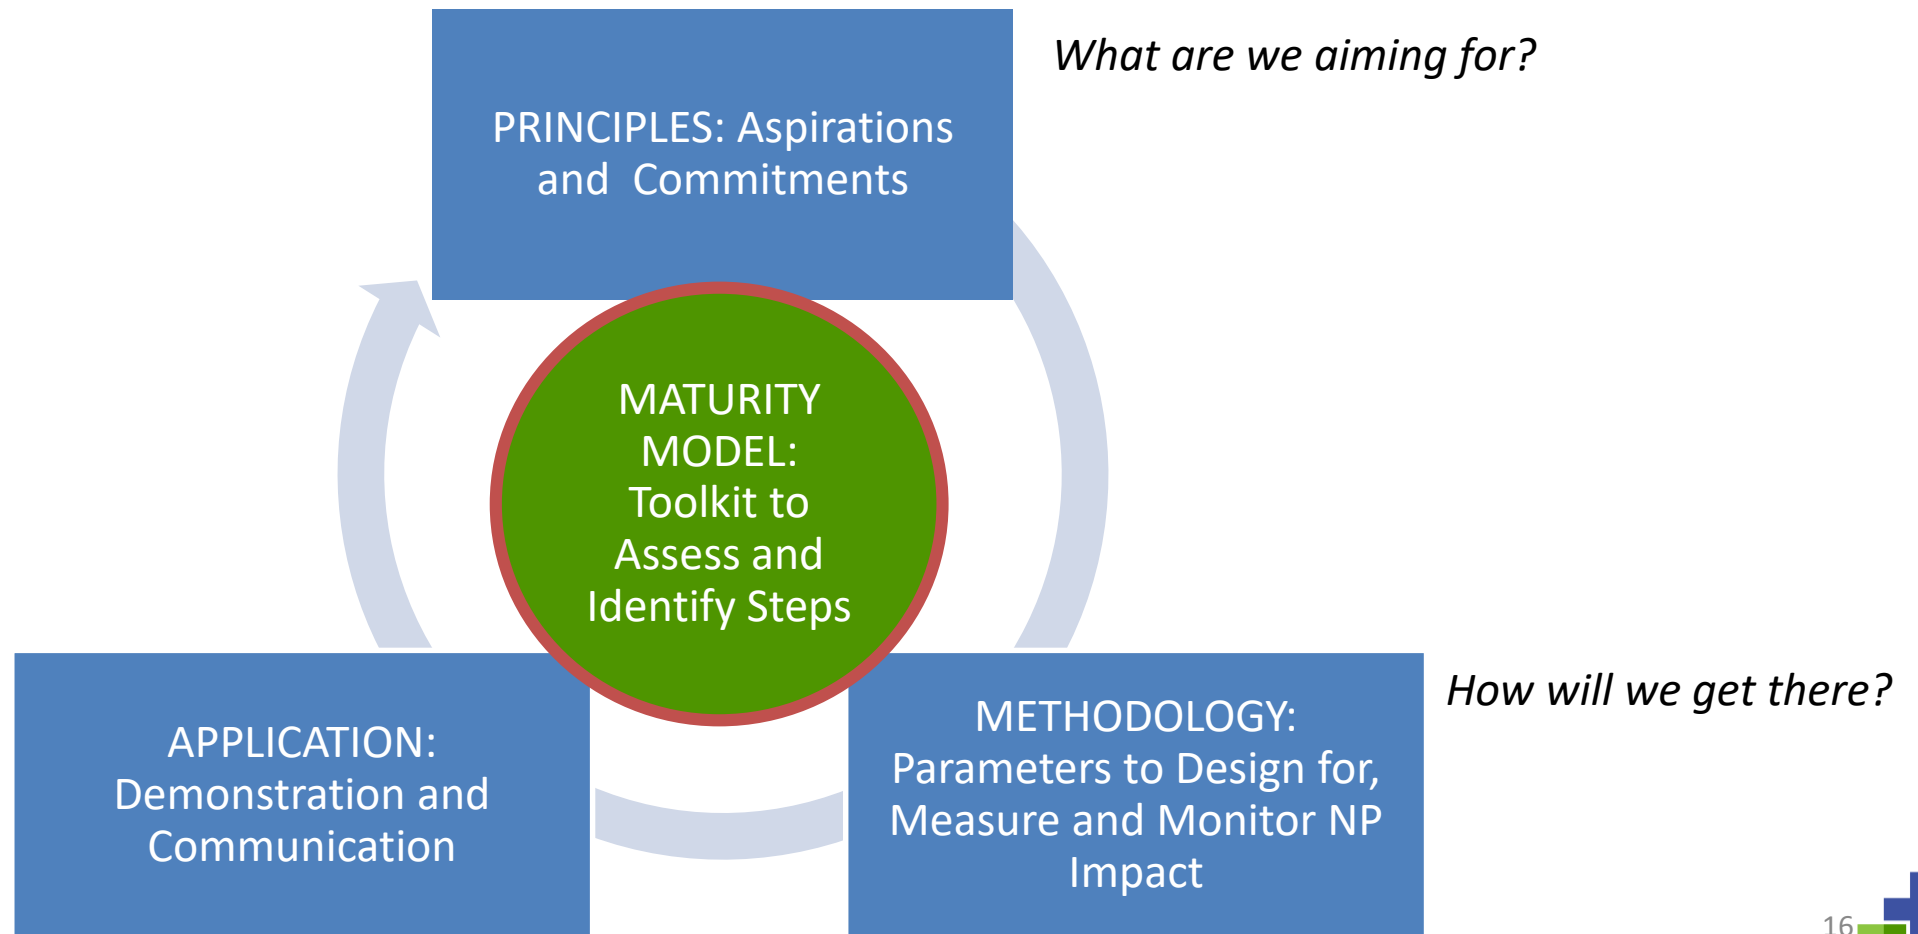 What are we aiming for?
PRINCIPLES: Aspirations
and  Commitments
MATURITY
MODEL:
Toolkit to
Assess and
Identify Steps
How will we get there?
METHODOLOGY:
Parameters to Design for,
Measure and Monitor NP
Impact
APPLICATION:
Demonstration and
Communication
16